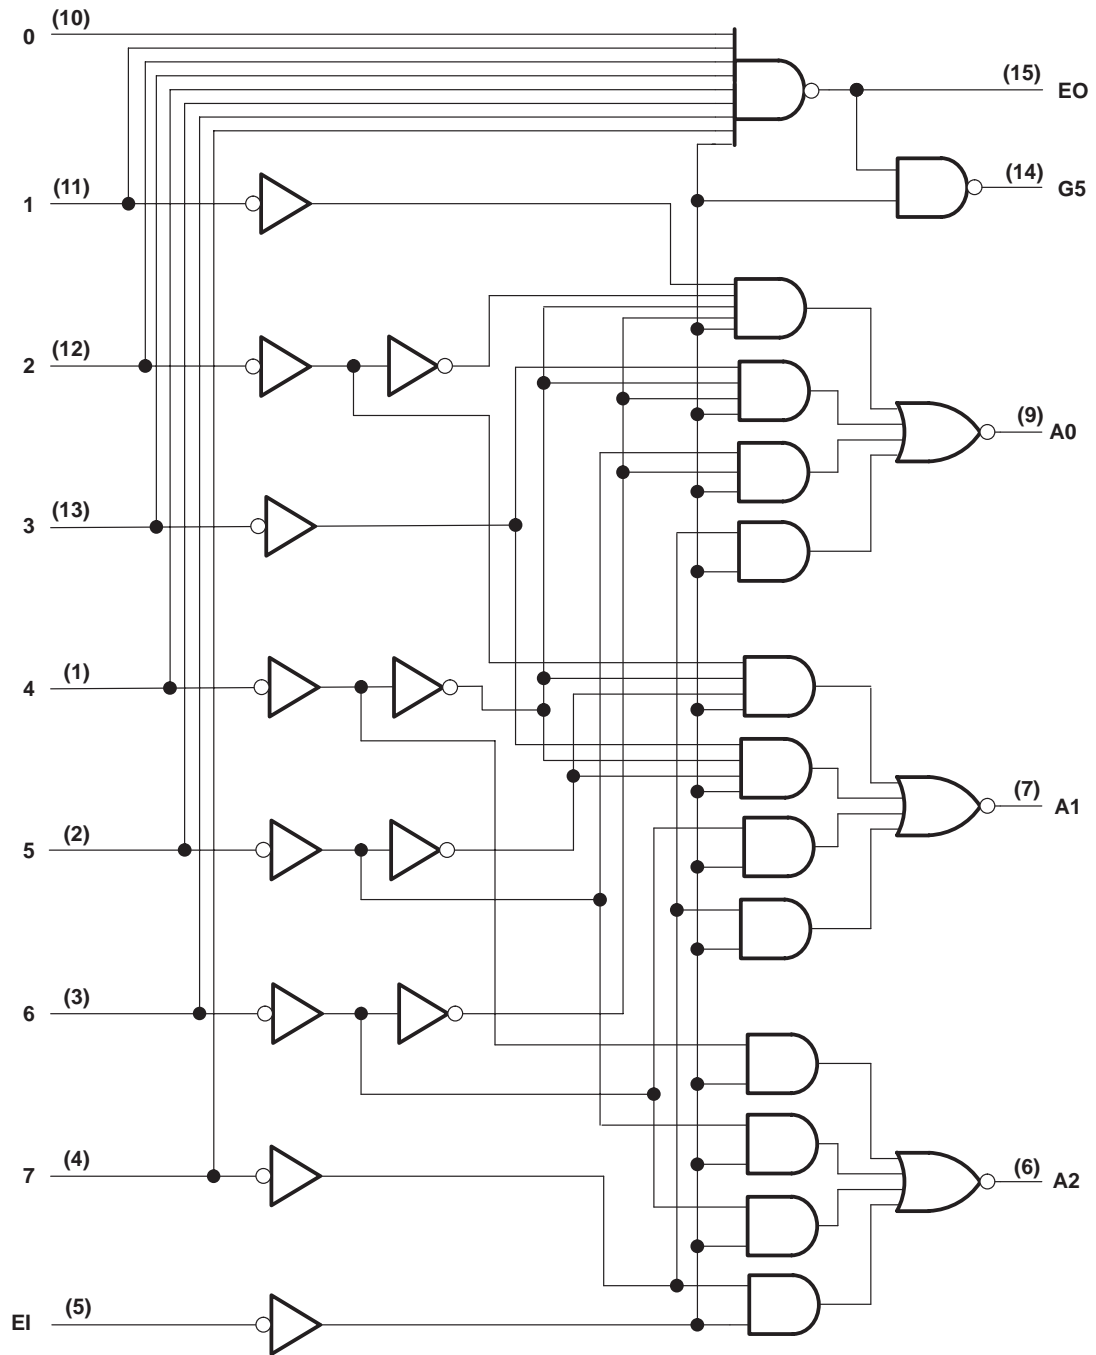 0 (10)
(15) EO
(14) G5
1 (11)
2 (12)
(9) A0
3 (13)
4 (1)
(7) A1
5 (2)
6 (3)
7 (4)
(6) A2
EI (5)